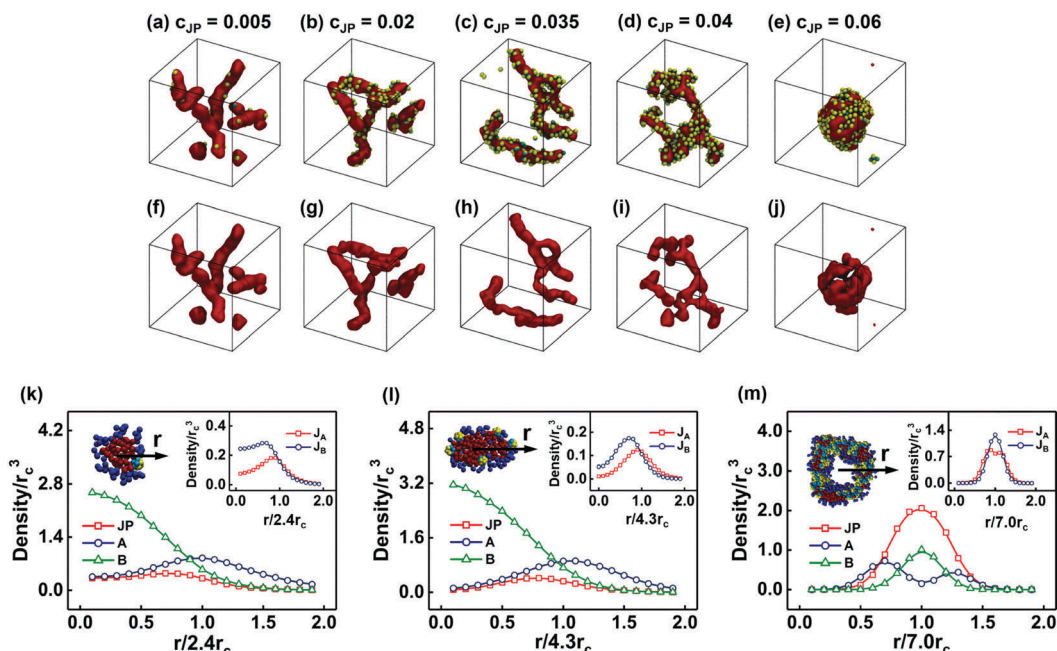 (a) c_JP = 0.005 (b) c_JP = 0.02 (c) c_JP = 0.035 (d) c_JP = 0.04 (e) c_JP = 0.06
(f) (g) (h) (i) (j)
(k)
4.2
2.8
1.4
0.0
Density/r_c^3
r
JP
A
B
0.4
0.2
0.0
Density/r_c^3
J_A
J_B
0 1 2
r/2.4r_c
0.0 0.5 1.0 1.5 2.0
r/2.4r_c
(l)
4.8
3.2
1.6
0.0
Density/r_c^3
r
JP
A
B
0.2
0.1
0.0
Density/r_c^3
J_A
J_B
0 1 2
r/4.3r_c
0.0 0.5 1.0 1.5 2.0
r/4.3r_c
(m)
4.0
3.0
2.0
1.0
0.0
Density/r_c^3
r
JP
A
B
1.4
0.7
0.0
Density/r_c^3
J_A
J_B
0.0 1.0 2.0
r/7.0r_c
0.0 0.5 1.0 1.5 2.0
r/7.0r_c